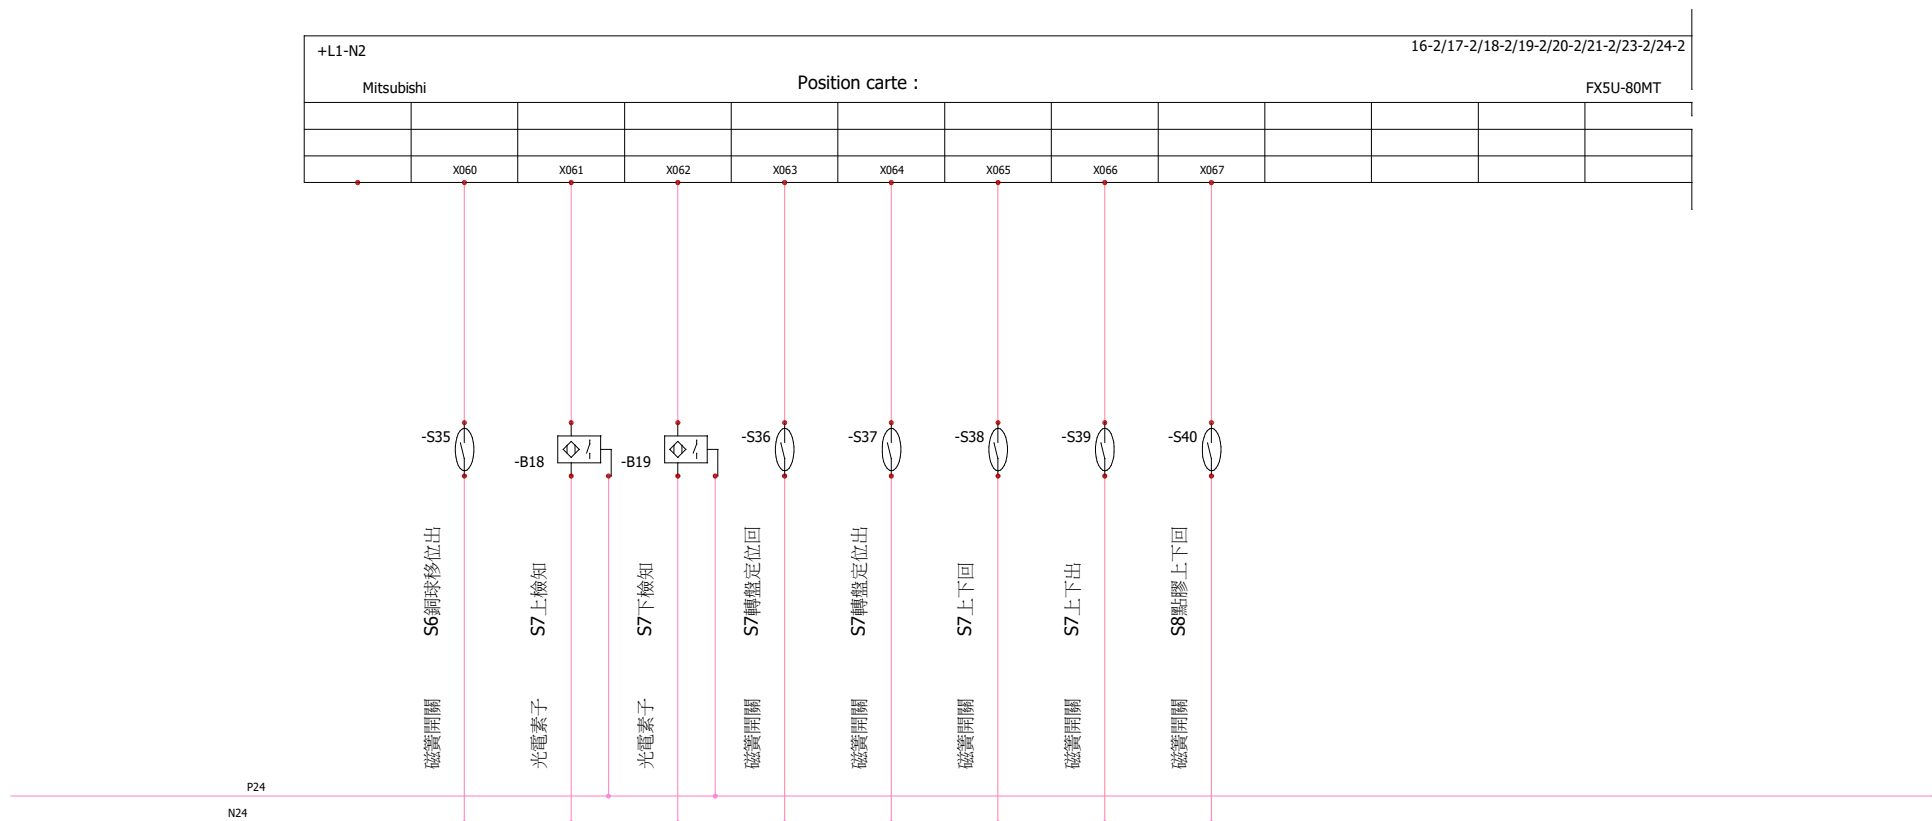 +L1-N2
16-2/17-2/18-2/19-2/20-2/21-2/23-2/24-2
Mitsubishi
Position carte :
FX5U-80MT
X060
X061
X062
X063
X064
X065
X066
X067
-S35
-B18
-B19
-S36
-S37
-S38
-S39
-S40
S6銅球移位出
S7上檢知
S7下檢知
S7轉盤定位回
S7轉盤定位出
S7上下回
S7上下出
S8點膠上下回
磁簧開關
光電素子
光電素子
磁簧開關
磁簧開關
磁簧開關
磁簧開關
磁簧開關
P24
N24